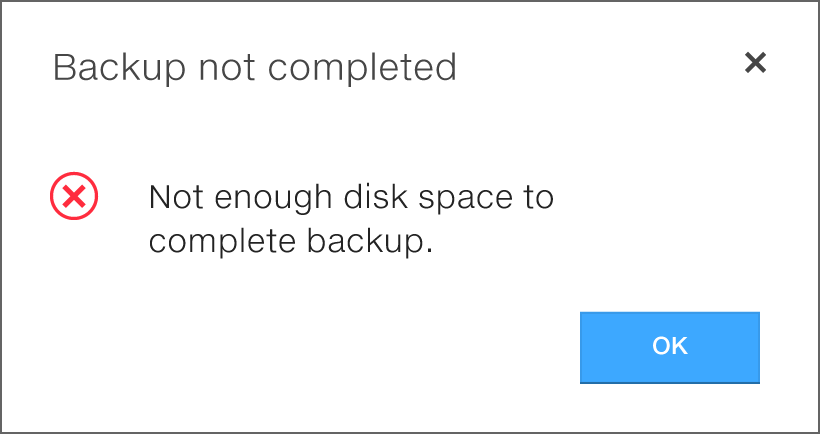 Backup not completed
Not enough disk space to
complete backup.
OK